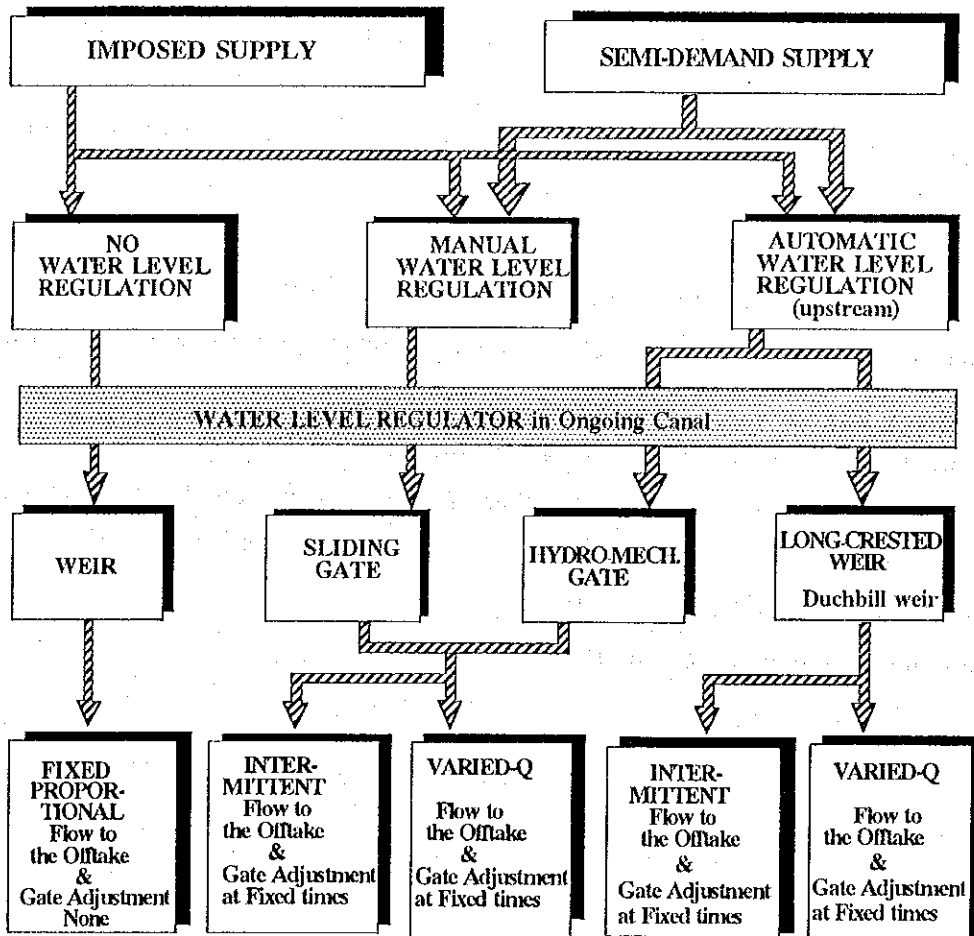 IMPOSED SUPPLY
SEMI-DEMAND SUPPLY
NO
WATER LEVEL
REGULATION
MANUAL
WATER LEVEL
REGULATION
AUTOMATIC
WATER LEVEL
REGULATION
(upstream)
WATER LEVEL REGULATOR in Ongoing Canal
WEIR
SLIDING
GATE
HYDRO-MECH.
GATE
LONG-CRESTED
WEIR
Duchbill weir
FIXED
PROPOR-
TIONAL
Flow to
the Offtake
&
Gate Adjustment
None
INTER-
MITTENT
Flow to
the Offtake
&
Gate Adjustment
at Fixed times
VARIED-Q
Flow to
the Offtake
&
Gate Adjustment
at Fixed times
INTER-
MITTENT
Flow to
the Offtake
&
Gate Adjustment
at Fixed times
VARIED-Q
Flow to
the Offtake
&
Gate Adjustment
at Fixed times